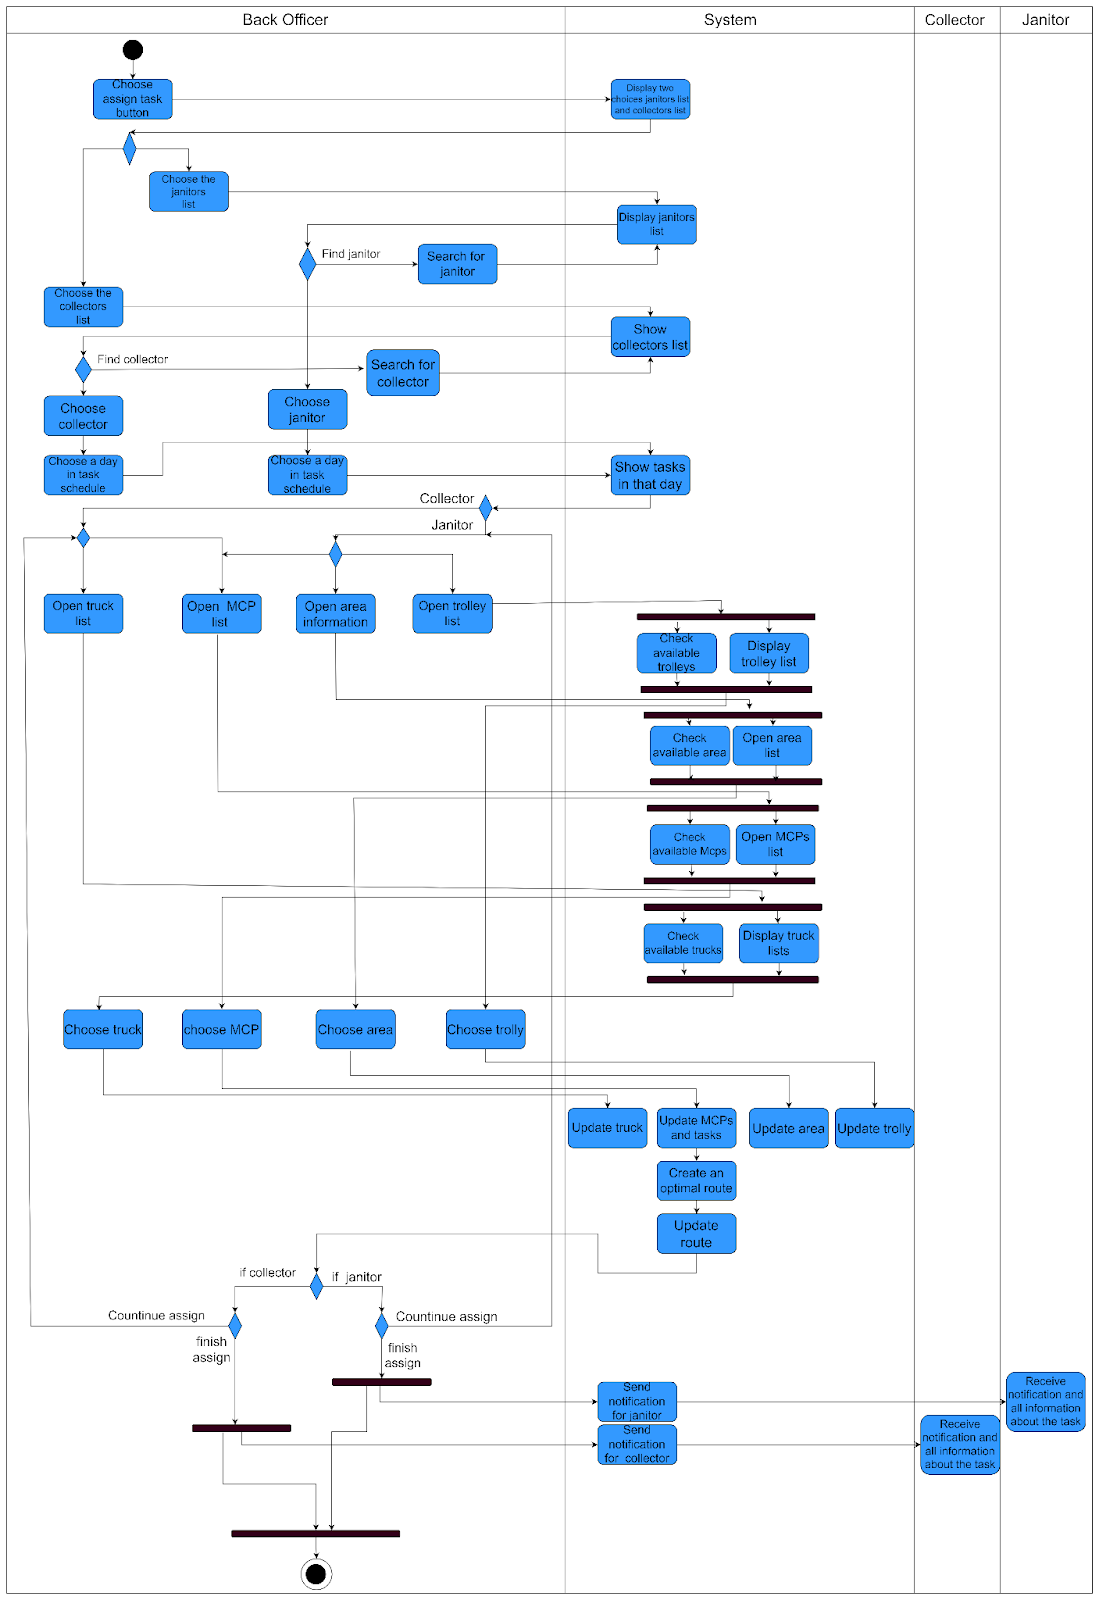 Back Officer
System
Collector
Janitor
Choose
assign task
button
Display two
choices janitors list
and collectors list
Choose the
janitors
list
Display janitors
list
Find janitor
Search for
janitor
Choose the
collectors
list
Show
collectors list
Find collector
Search for
collector
Choose
collector
Choose
janitor
Choose a day
in task
schedule
Choose a day
in task
schedule
Show tasks
in that day
Collector
Janitor
Open truck
list
Open MCP
list
Open area
information
Open trolley
list
Check
available
trolleys
Display
trolley list
Check
available area
Open area
list
Check
available Mcps
Open MCPs
list
Check
available trucks
Display truck
lists
Choose truck
choose MCP
Choose area
Choose trolly
Update truck
Update MCPs
and tasks
Update area
Update trolly
Create an
optimal route
Update
route
if collector
if janitor
Countinue assign
Countinue assign
finish
assign
finish
assign
Send
notification
for janitor
Receive
notification and
all information
about the task
Send
notification
for collector
Receive
notification and
all information
about the task